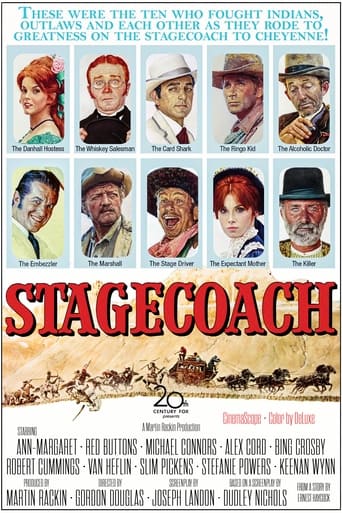 THESE WERE THE TEN WHO FOUGHT INDIANS,
OUTLAWS AND EACH OTHER AS THEY RODE TO
GREATNESS ON THE STAGECOACH TO CHEYENNE!
The Danhall Hostess
The Whiskey Salesman
The Card Shark
The Ringo Kid
The Alcoholic Doctor
The Embezzler
The Marshall
The Stage Driver
The Expectant Mother
The Killer
STAGECOACH
20th
CENTURY FOX
presents
A Martin Rackin Production
CinemaScope · Color by DeLuxe
STARRING
ANN-MARGARET · RED BUTTONS · MICHAEL CONNORS · ALEX CORD · BING CROSBY
ROBERT CUMMINGS · VAN HEFLIN · SLIM PICKENS · STEFANIE POWERS · KEENAN WYNN
PRODUCED BY
MARTIN RACKIN
DIRECTED BY
GORDON DOUGLAS
SCREENPLAY BY
JOSEPH LANDON
BASED ON A SCREENPLAY BY
DUDLEY NICHOLS
FROM A STORY BY
ERNEST HAYCOCK